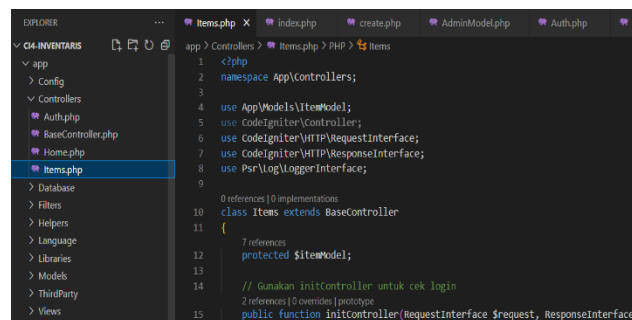 EXPLORER ...
CI4-INVENTARIS
app
Config
Controllers
Auth.php
BaseController.php
Home.php
Items.php
Database
Filters
Helpers
Language
Libraries
Models
ThirdParty
Views
Items.php X index.php create.php AdminModel.php Auth.php
app > Controllers > Items.php > PHP > Items
1 <?php
2 namespace App\Controllers;
3
4 use App\Models\ItemModel;
5 use CodeIgniter\Controller;
6 use CodeIgniter\HTTP\RequestInterface;
7 use CodeIgniter\HTTP\ResponseInterface;
8 use Psr\Log\LoggerInterface;
9
0 references | 0 implementations
10 class Items extends BaseController
11 {
7 references
12 protected $itemModel;
13
14 // Gunakan initController untuk cek login
2 references | 0 overrides | prototype
15 public function initController(RequestInterface $request, ResponseInterface